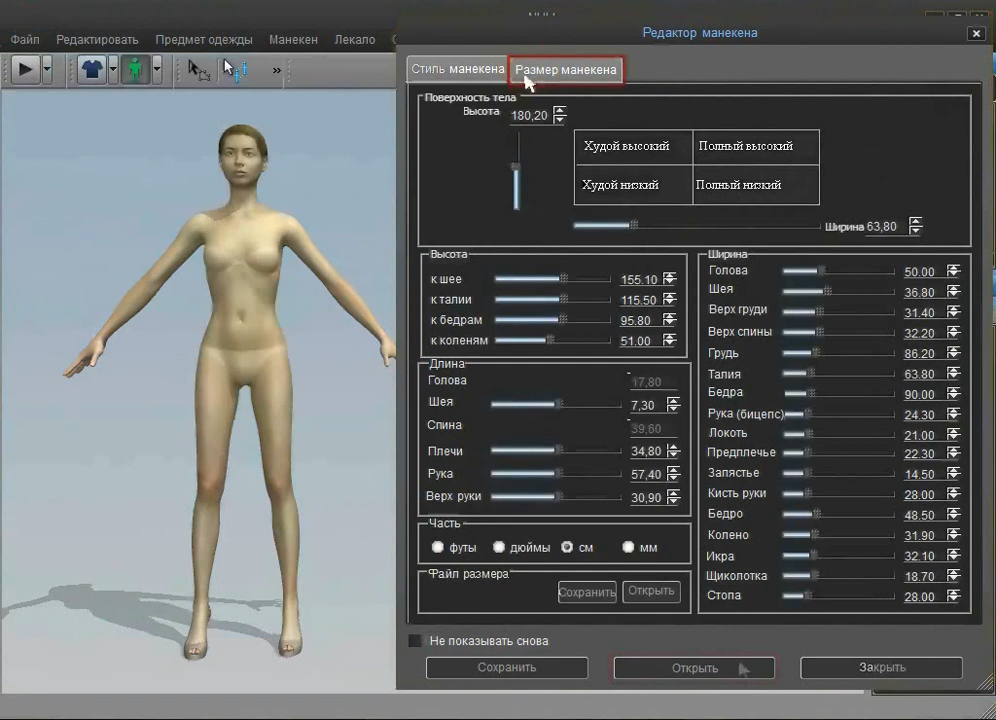 Редактор манекена
Файл Редактировать Предмет одежды Манекен Лекало
Стиль манекена Размер манекена
»
Поверхность тела
Высота 180,20
Худой высокий Полный высокий
Худой низкий Полный низкий
Ширина 63,80
Высота
к шее 155.10
к талии 115.50
к бедрам 95.80
к коленям 51.00
Длина
Голова 17,80
Шея 7,30
Спина 39,60
Плечи 34,80
Рука 57,40
Верх руки 30,90
Часть
футы дюймы см мм
Файл размера
Сохранить Открыть
Ширина
Голова 50.00
Шея 36.80
Верх груди 31.40
Верх спины 32.20
Грудь 86.20
Талия 63.80
Бедра 90.00
Рука (бицепс) 24.30
Локоть 21.00
Предплечье 22.30
Запястье 14.50
Кисть руки 28.00
Бедро 48.50
Колено 31.90
Икра 32.10
Щиколотка 18.70
Стопа 28.00
Не показывать снова
Сохранить Открыть Закрыть